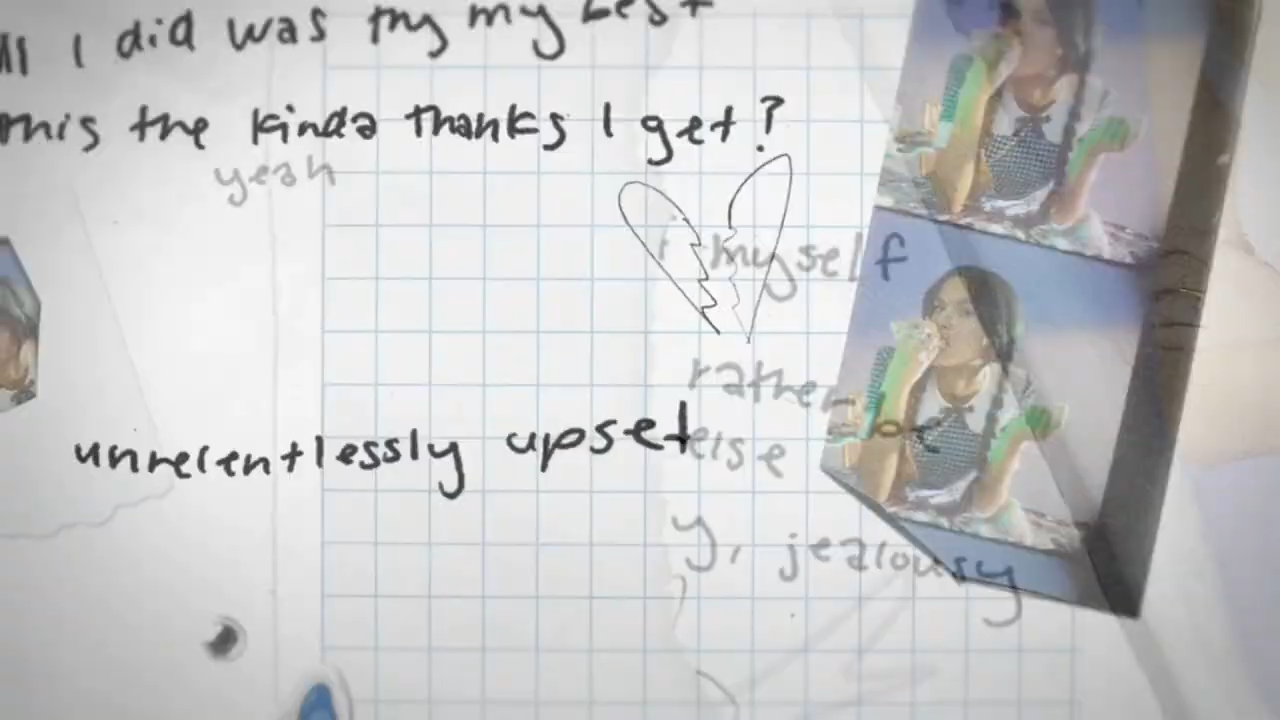 All I did was try my best
this the kinda thanks I get?
yeah
i myself
rather
unrelentlessly upset
else
y, jealousy